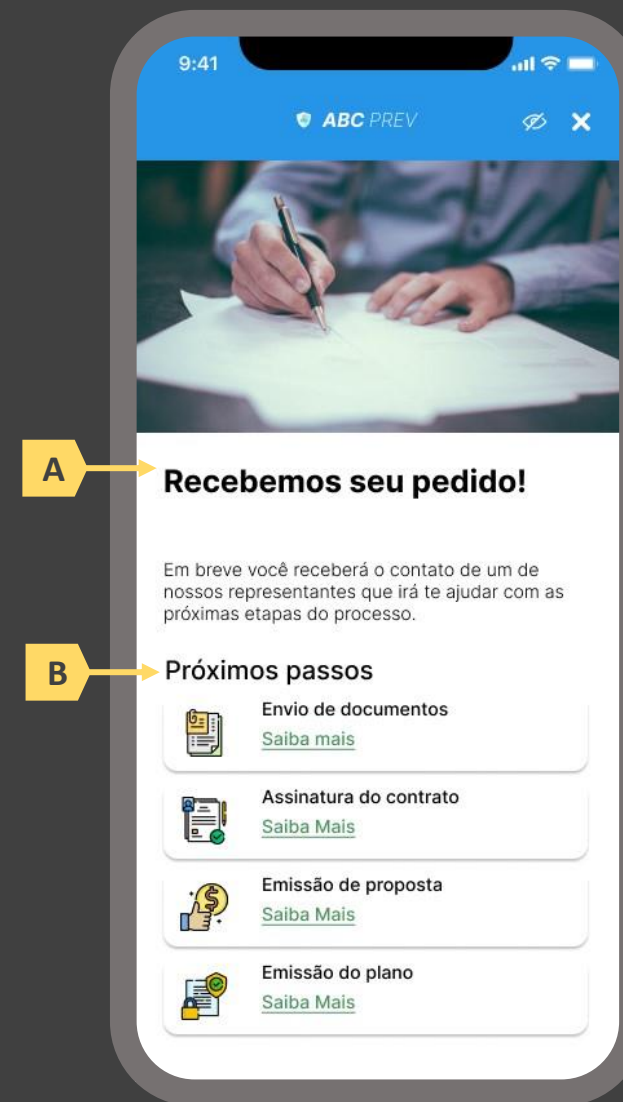 9:41
ABC PREV
A
Recebemos seu pedido!
Em breve você receberá o contato de um de
nossos representantes que irá te ajudar com as
próximas etapas do processo.
B
Próximos passos
Envio de documentos
Saiba mais
Assinatura do contrato
Saiba Mais
Emissão de proposta
Saiba Mais
Emissão do plano
Saiba Mais